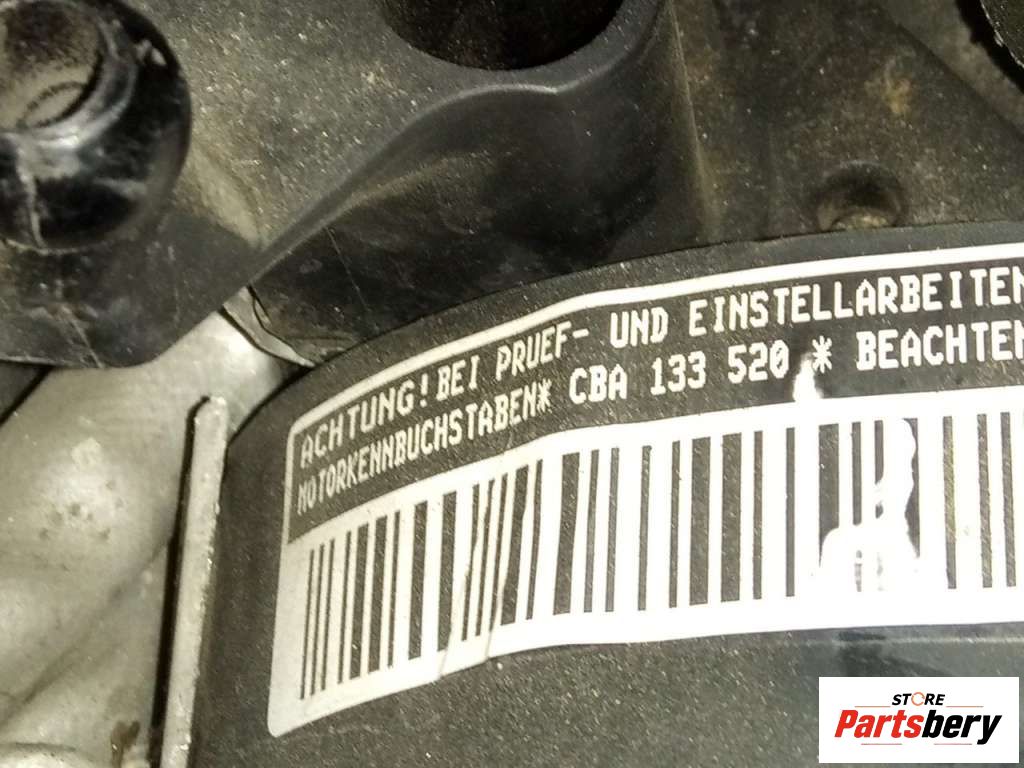 ACHTUNG! BEI PRUEF- UND EINSTELLARBEITEN
MOTORKENNBUCHSTABEN* CBA 133 520 * BEACHTEN
STORE
Partsbery